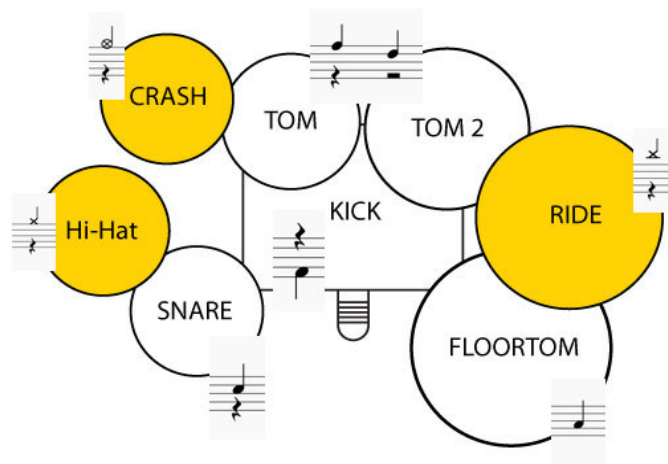 CRASH
TOM
TOM 2
KICK
RIDE
Hi-Hat
SNARE
FLOORTOM